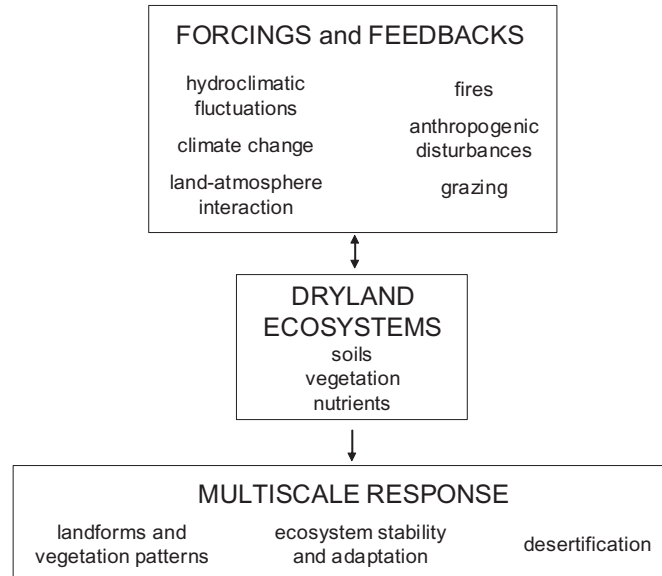 FORCINGS and FEEDBACKS
hydroclimatic
fluctuations
climate change
land-atmosphere
interaction
fires
anthropogenic
disturbances
grazing
DRYLAND
ECOSYSTEMS
soils
vegetation
nutrients
MULTISCALE RESPONSE
landforms and
vegetation patterns
ecosystem stability
and adaptation
desertification